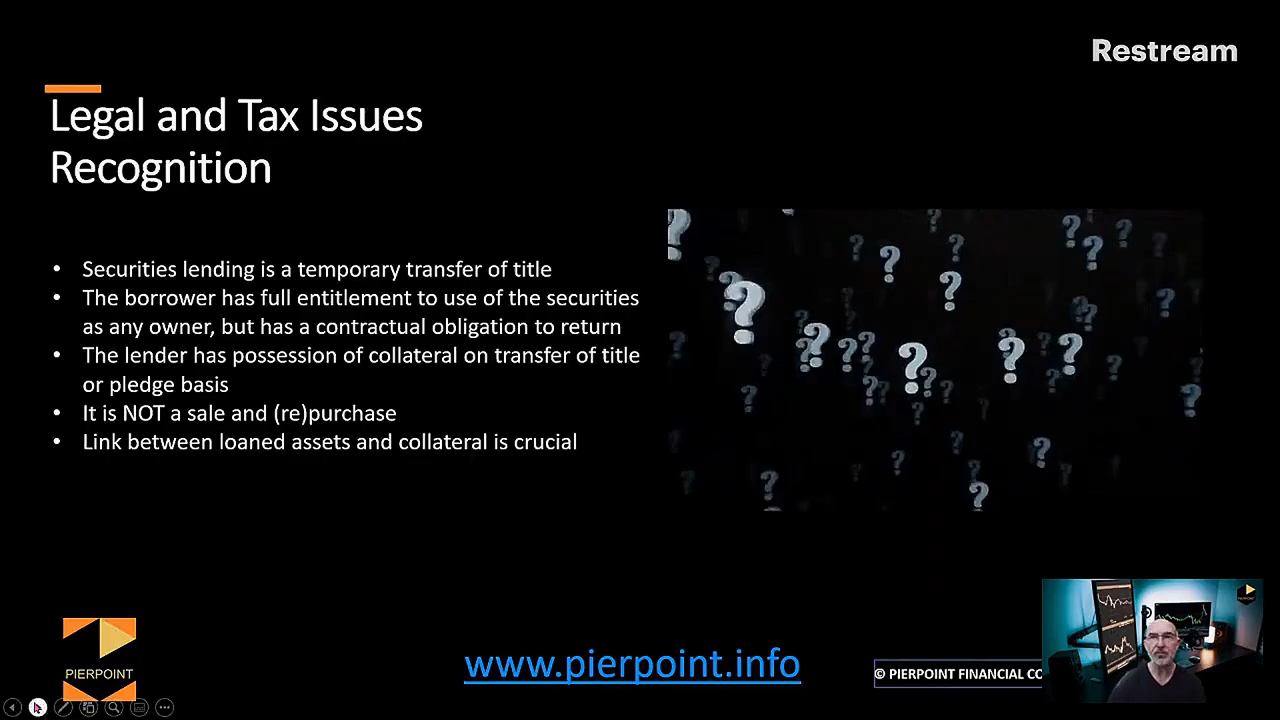 Restream
Legal and Tax Issues
Recognition
• Securities lending is a temporary transfer of title
• The borrower has full entitlement to use of the securities
as any owner, but has a contractual obligation to return
• The lender has possession of collateral on transfer of title
or pledge basis
• It is NOT a sale and (re)purchase
• Link between loaned assets and collateral is crucial
PIERPOINT
www.pierpoint.info
© PIERPOINT FINANCIAL CO